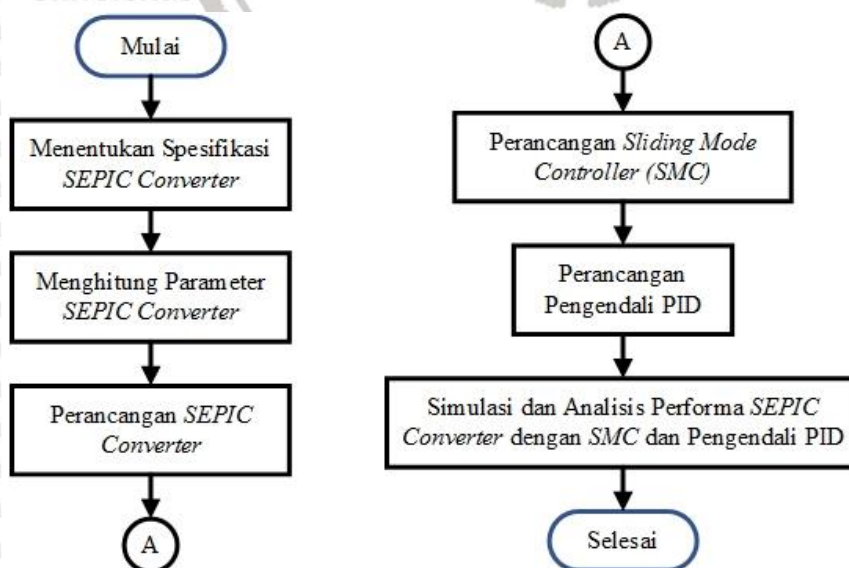 Mulai
Menentukan Spesifikasi
SEPIC Converter
Menghitung Parameter
SEPIC Converter
Perancangan SEPIC
Converter
A
A
Perancangan Sliding Mode
Controller (SMC)
Perancangan
Pengendali PID
Simulasi dan Analisis Performa SEPIC
Converter dengan SMC dan Pengendali PID
Selesai